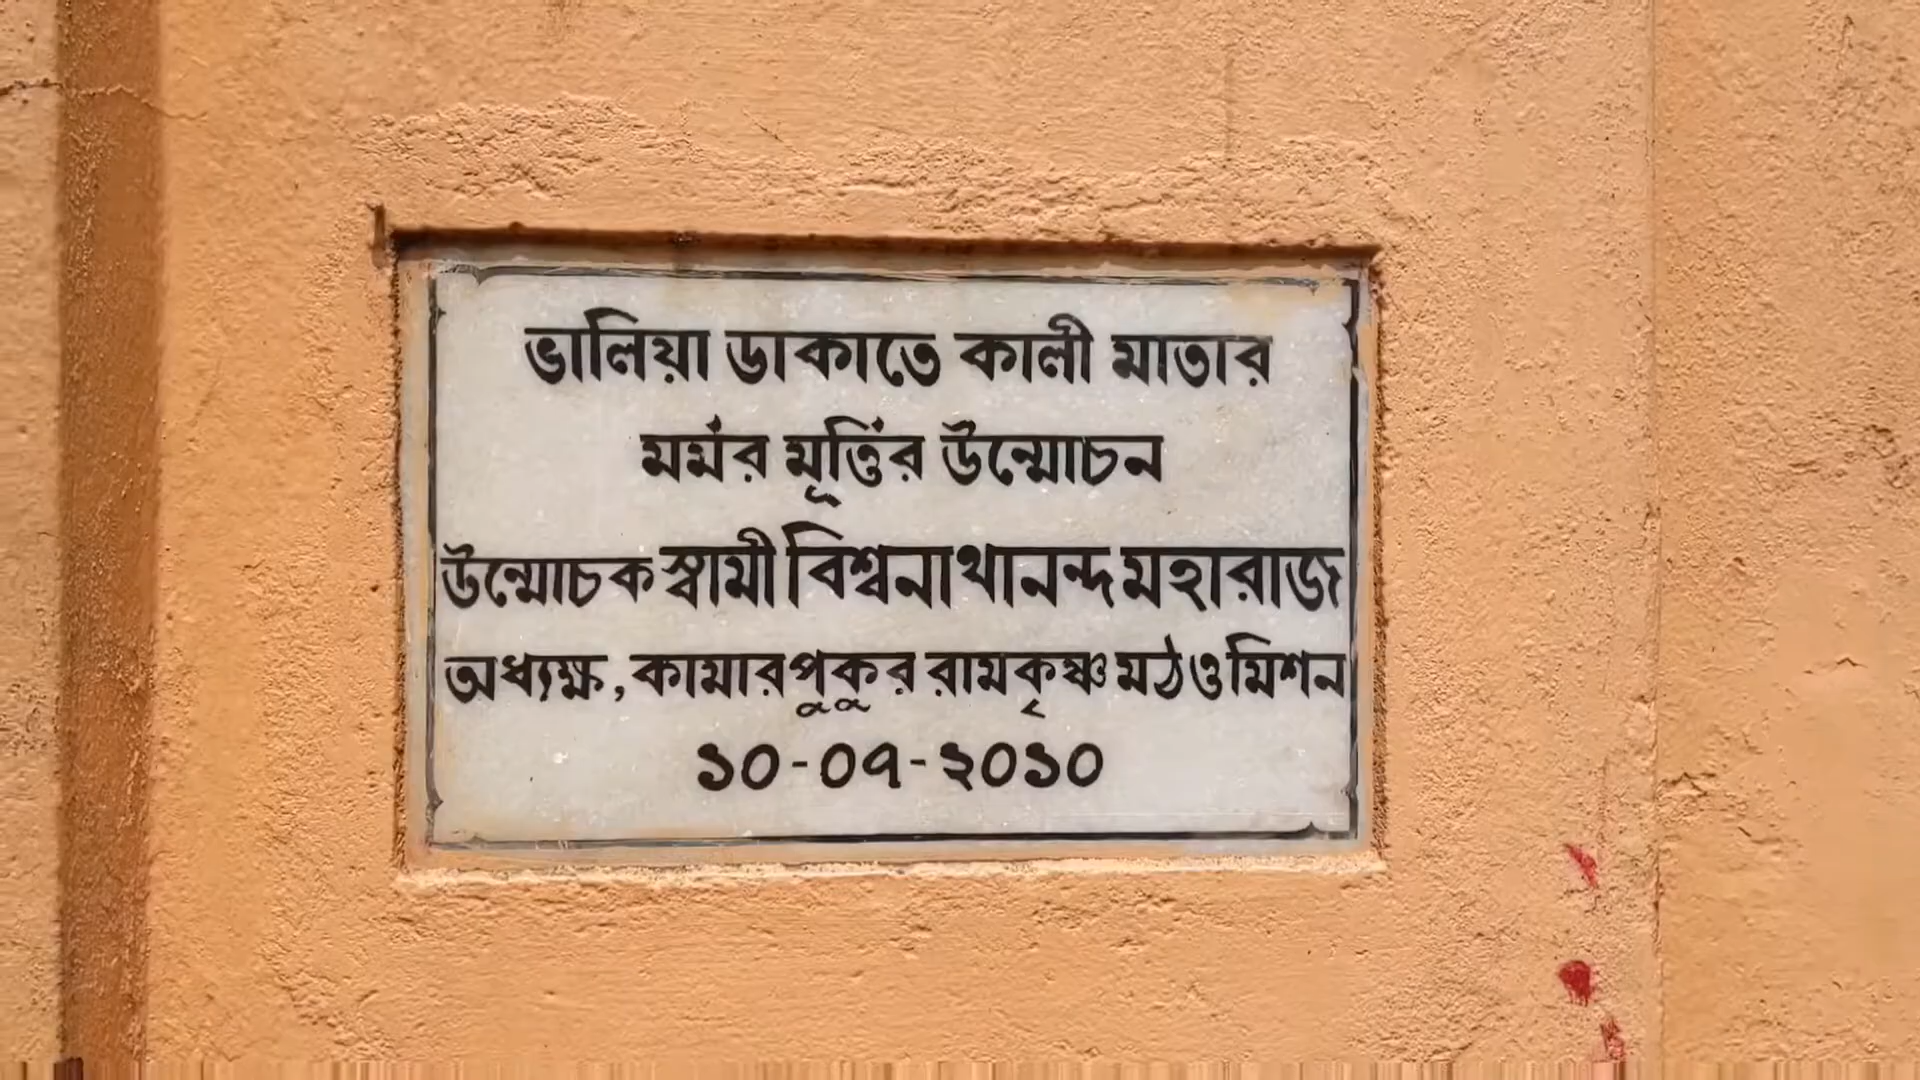 ভালিয়া ডাকাতে কালী মাতার
মর্মর মূর্ত্তির উন্মোচন
উন্মোচক স্বামী বিশ্বনাথানন্দ মহারাজ
অধ্যক্ষ, কামারপুকুর রামকৃষ্ণ মঠ ও মিশন
১০-০৭-২০১০